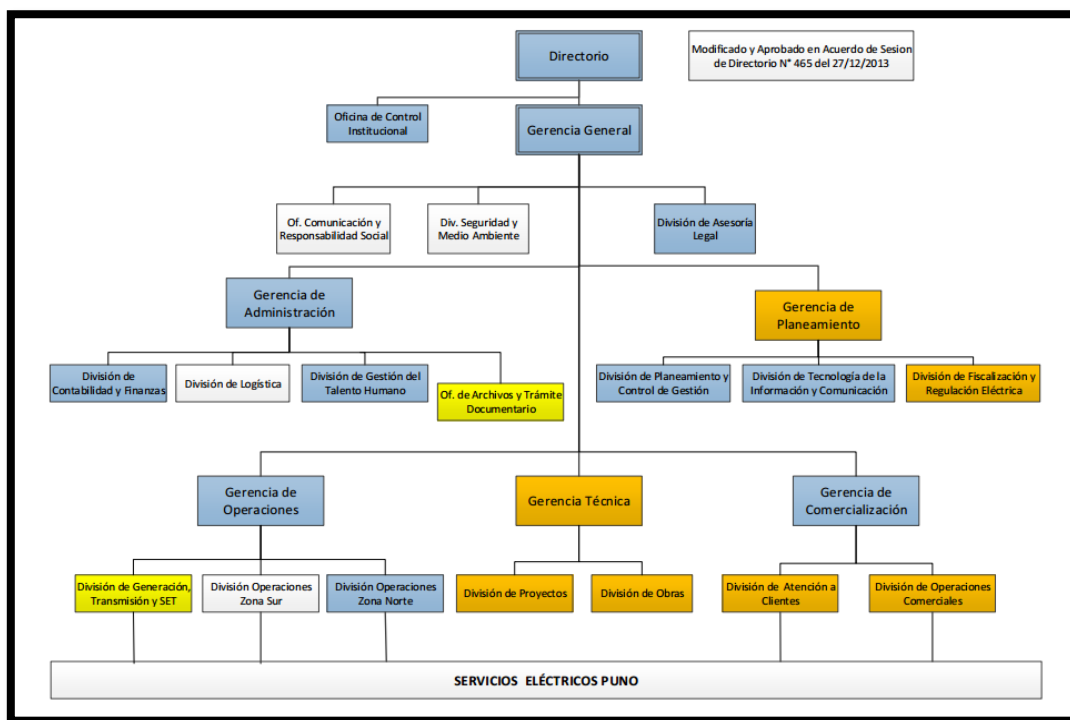 Directorio
Modificado y Aprobado en Acuerdo de Sesion
de Directorio N° 465 del 27/12/2013
Oficina de Control
Institucional
Gerencia General
Of. Comunicación y
Responsabilidad Social
Div. Seguridad y
Medio Ambiente
División de Asesoría
Legal
Gerencia de
Administración
Gerencia de
Planeamiento
División de
Contabilidad y Finanzas
División de Logística
División de Gestión del
Talento Humano
Of. de Archivos y Trámite
Documentario
División de Planeamiento y
Control de Gestión
División de Tecnología de la
Información y Comunicación
División de Fiscalización y
Regulación Eléctrica
Gerencia de
Operaciones
Gerencia Técnica
Gerencia de
Comercialización
División de Generación,
Transmisión y SET
División Operaciones
Zona Sur
División Operaciones
Zona Norte
División de Proyectos
División de Obras
División de Atención a
Clientes
División de Operaciones
Comerciales
SERVICIOS ELÉCTRICOS PUNO